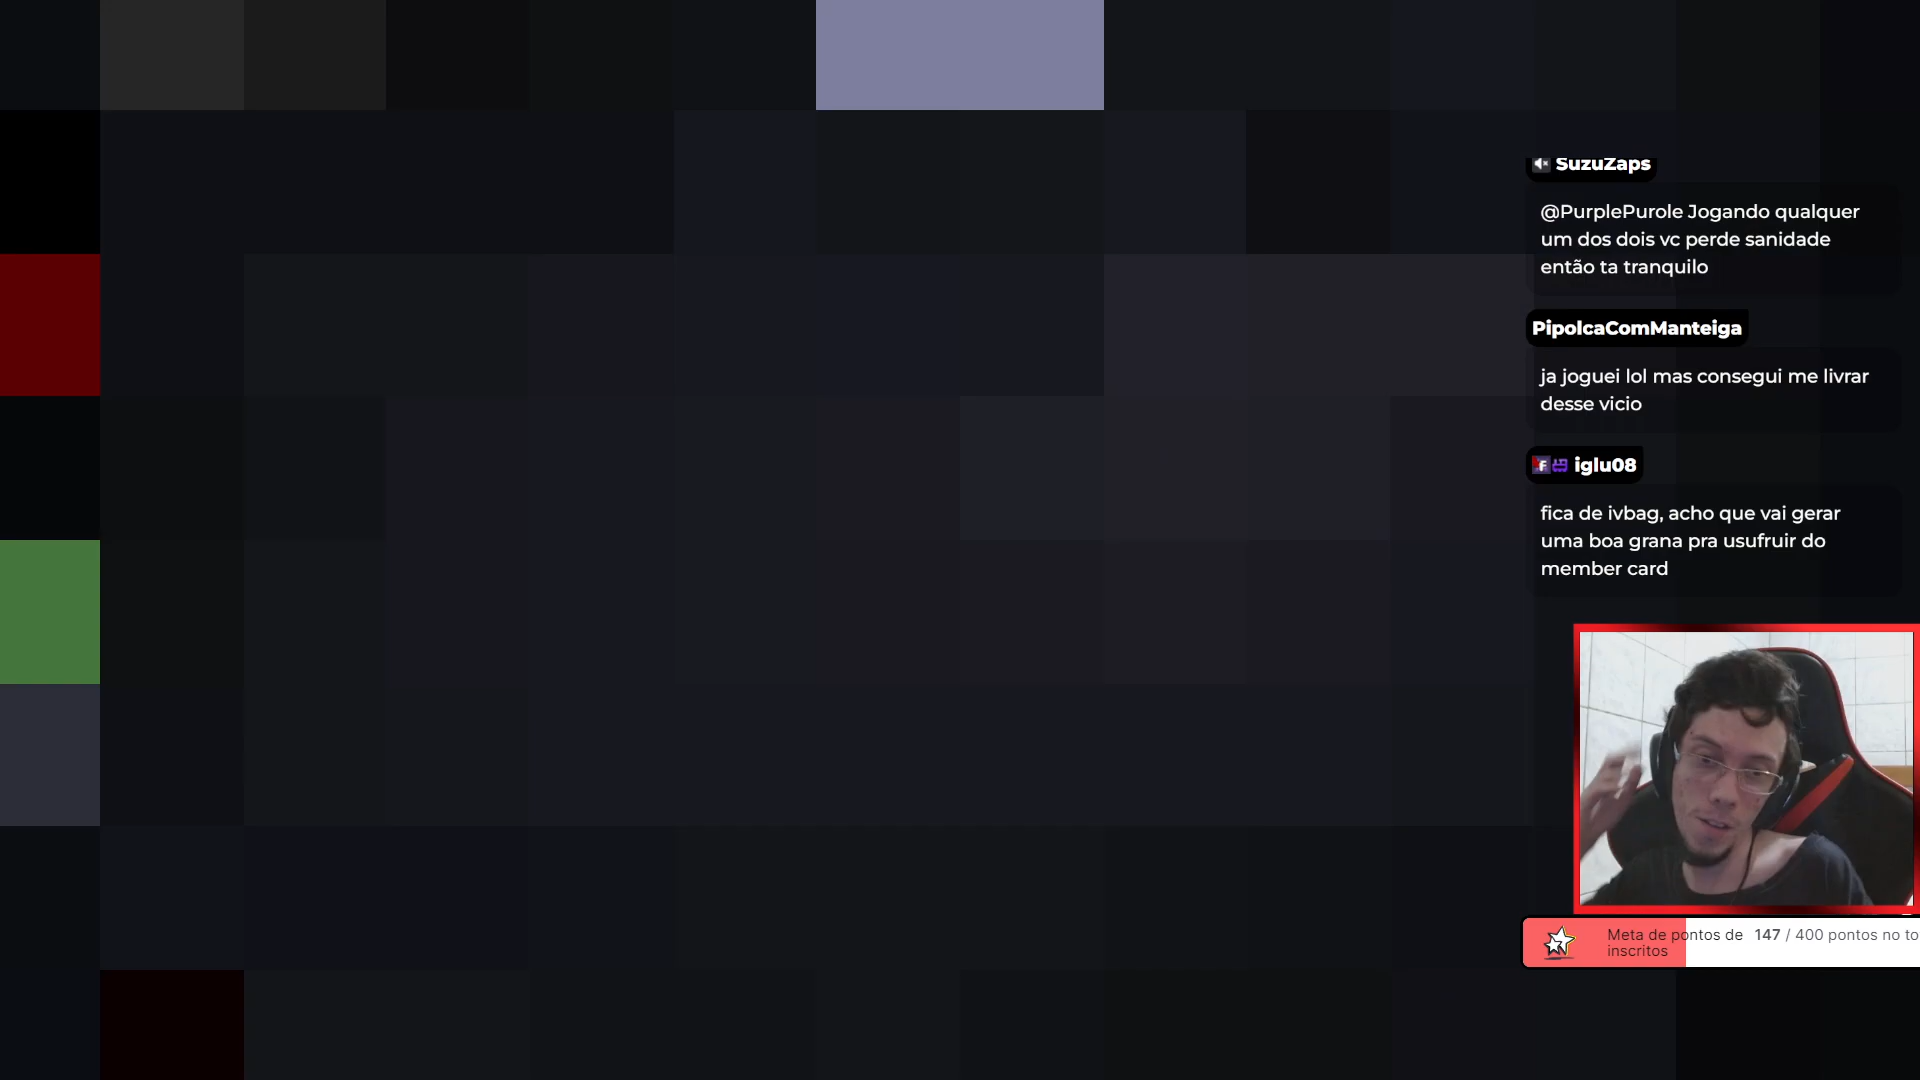 SuzuZaps
@PurplePurole Jogando qualquer
um dos dois vc perde sanidade
então ta tranquilo
PipolcaComManteiga
ja joguei lol mas consegui me livrar
desse vicio
iglu08
fica de ivbag, acho que vai gerar
uma boa grana pra usufruir do
member card
Meta de pontos de 147 / 400 pontos no to
inscritos